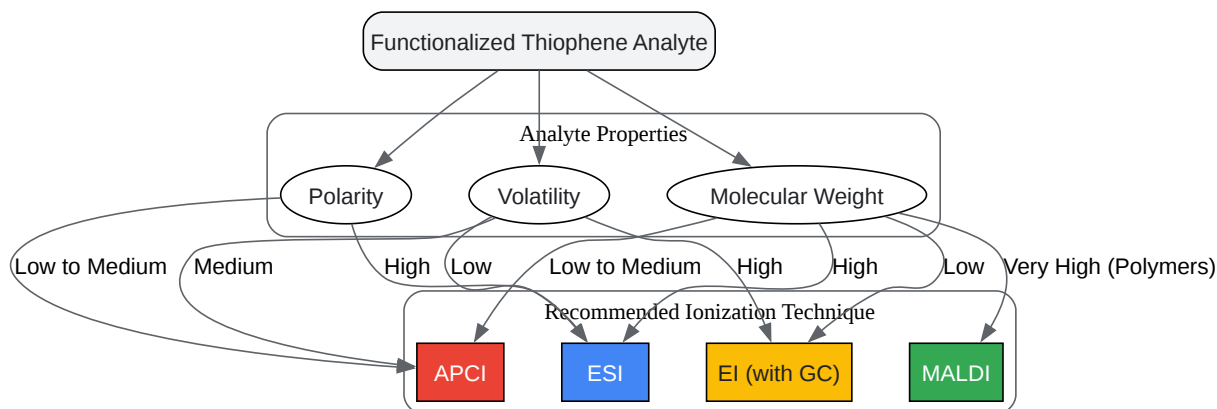 Functionalized Thiophene Analyte
Analyte Properties
Polarity
Volatility
Molecular Weight
Low to Medium
Medium
High
Low
Low to Medium
High
High
Low
Very High (Polymers)
Recommended Ionization Technique
APCI
ESI
EI (with GC)
MALDI